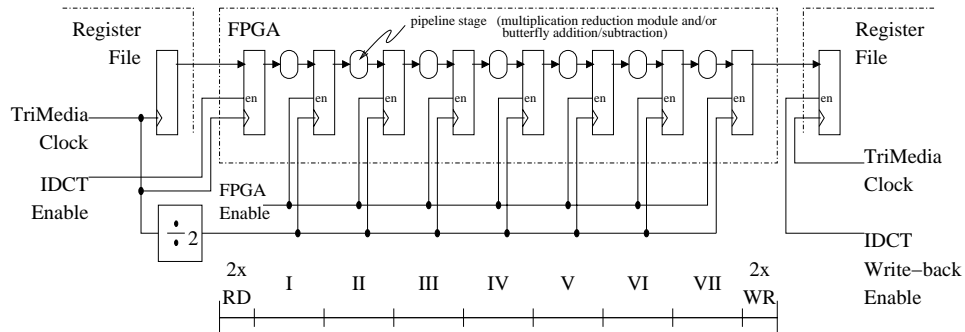 Register
File
FPGA
pipeline stage (multiplication reduction module and/or
butterfly addition/subtraction)
Register
File
en
en
en
en
en
en
en
en
en
TriMedia
Clock
IDCT
Enable
FPGA
Enable
÷ 2
TriMedia
Clock
IDCT
Write−back
Enable
2x
RD
I
II
III
IV
V
VI
VII
2x
WR